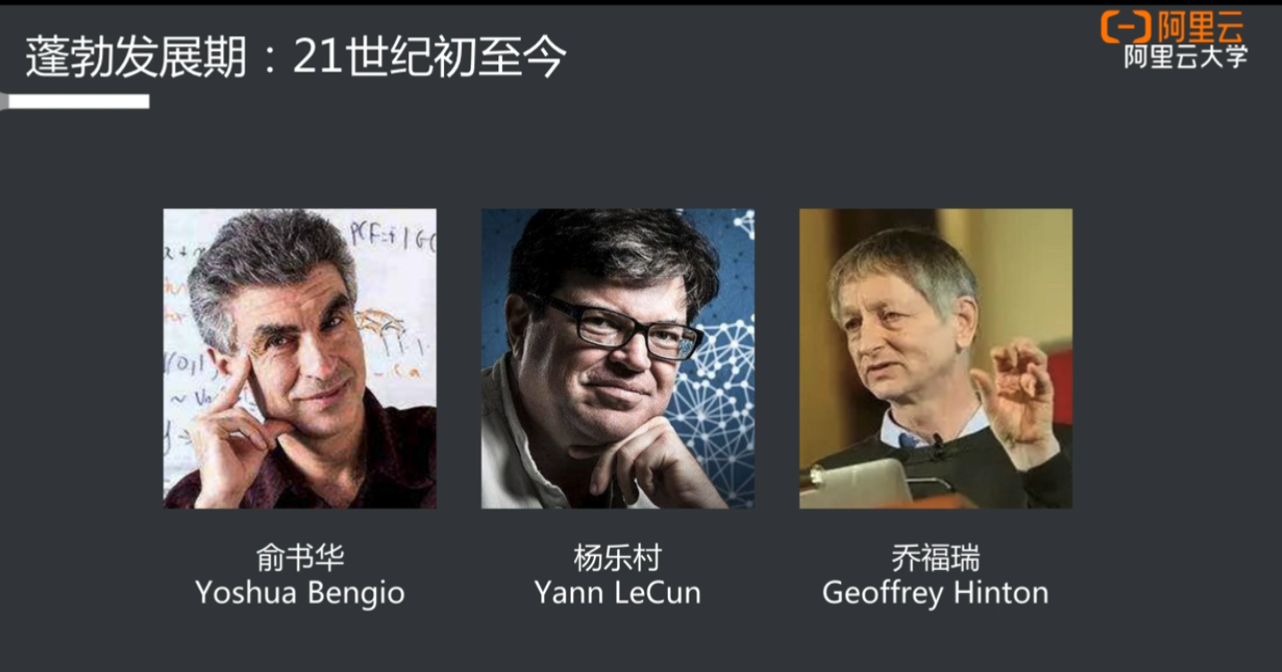 蓬勃发展期：21世纪初至今
阿里云
阿里云大学
俞书华
Yoshua Bengio
杨乐村
Yann LeCun
乔福瑞
Geoffrey Hinton